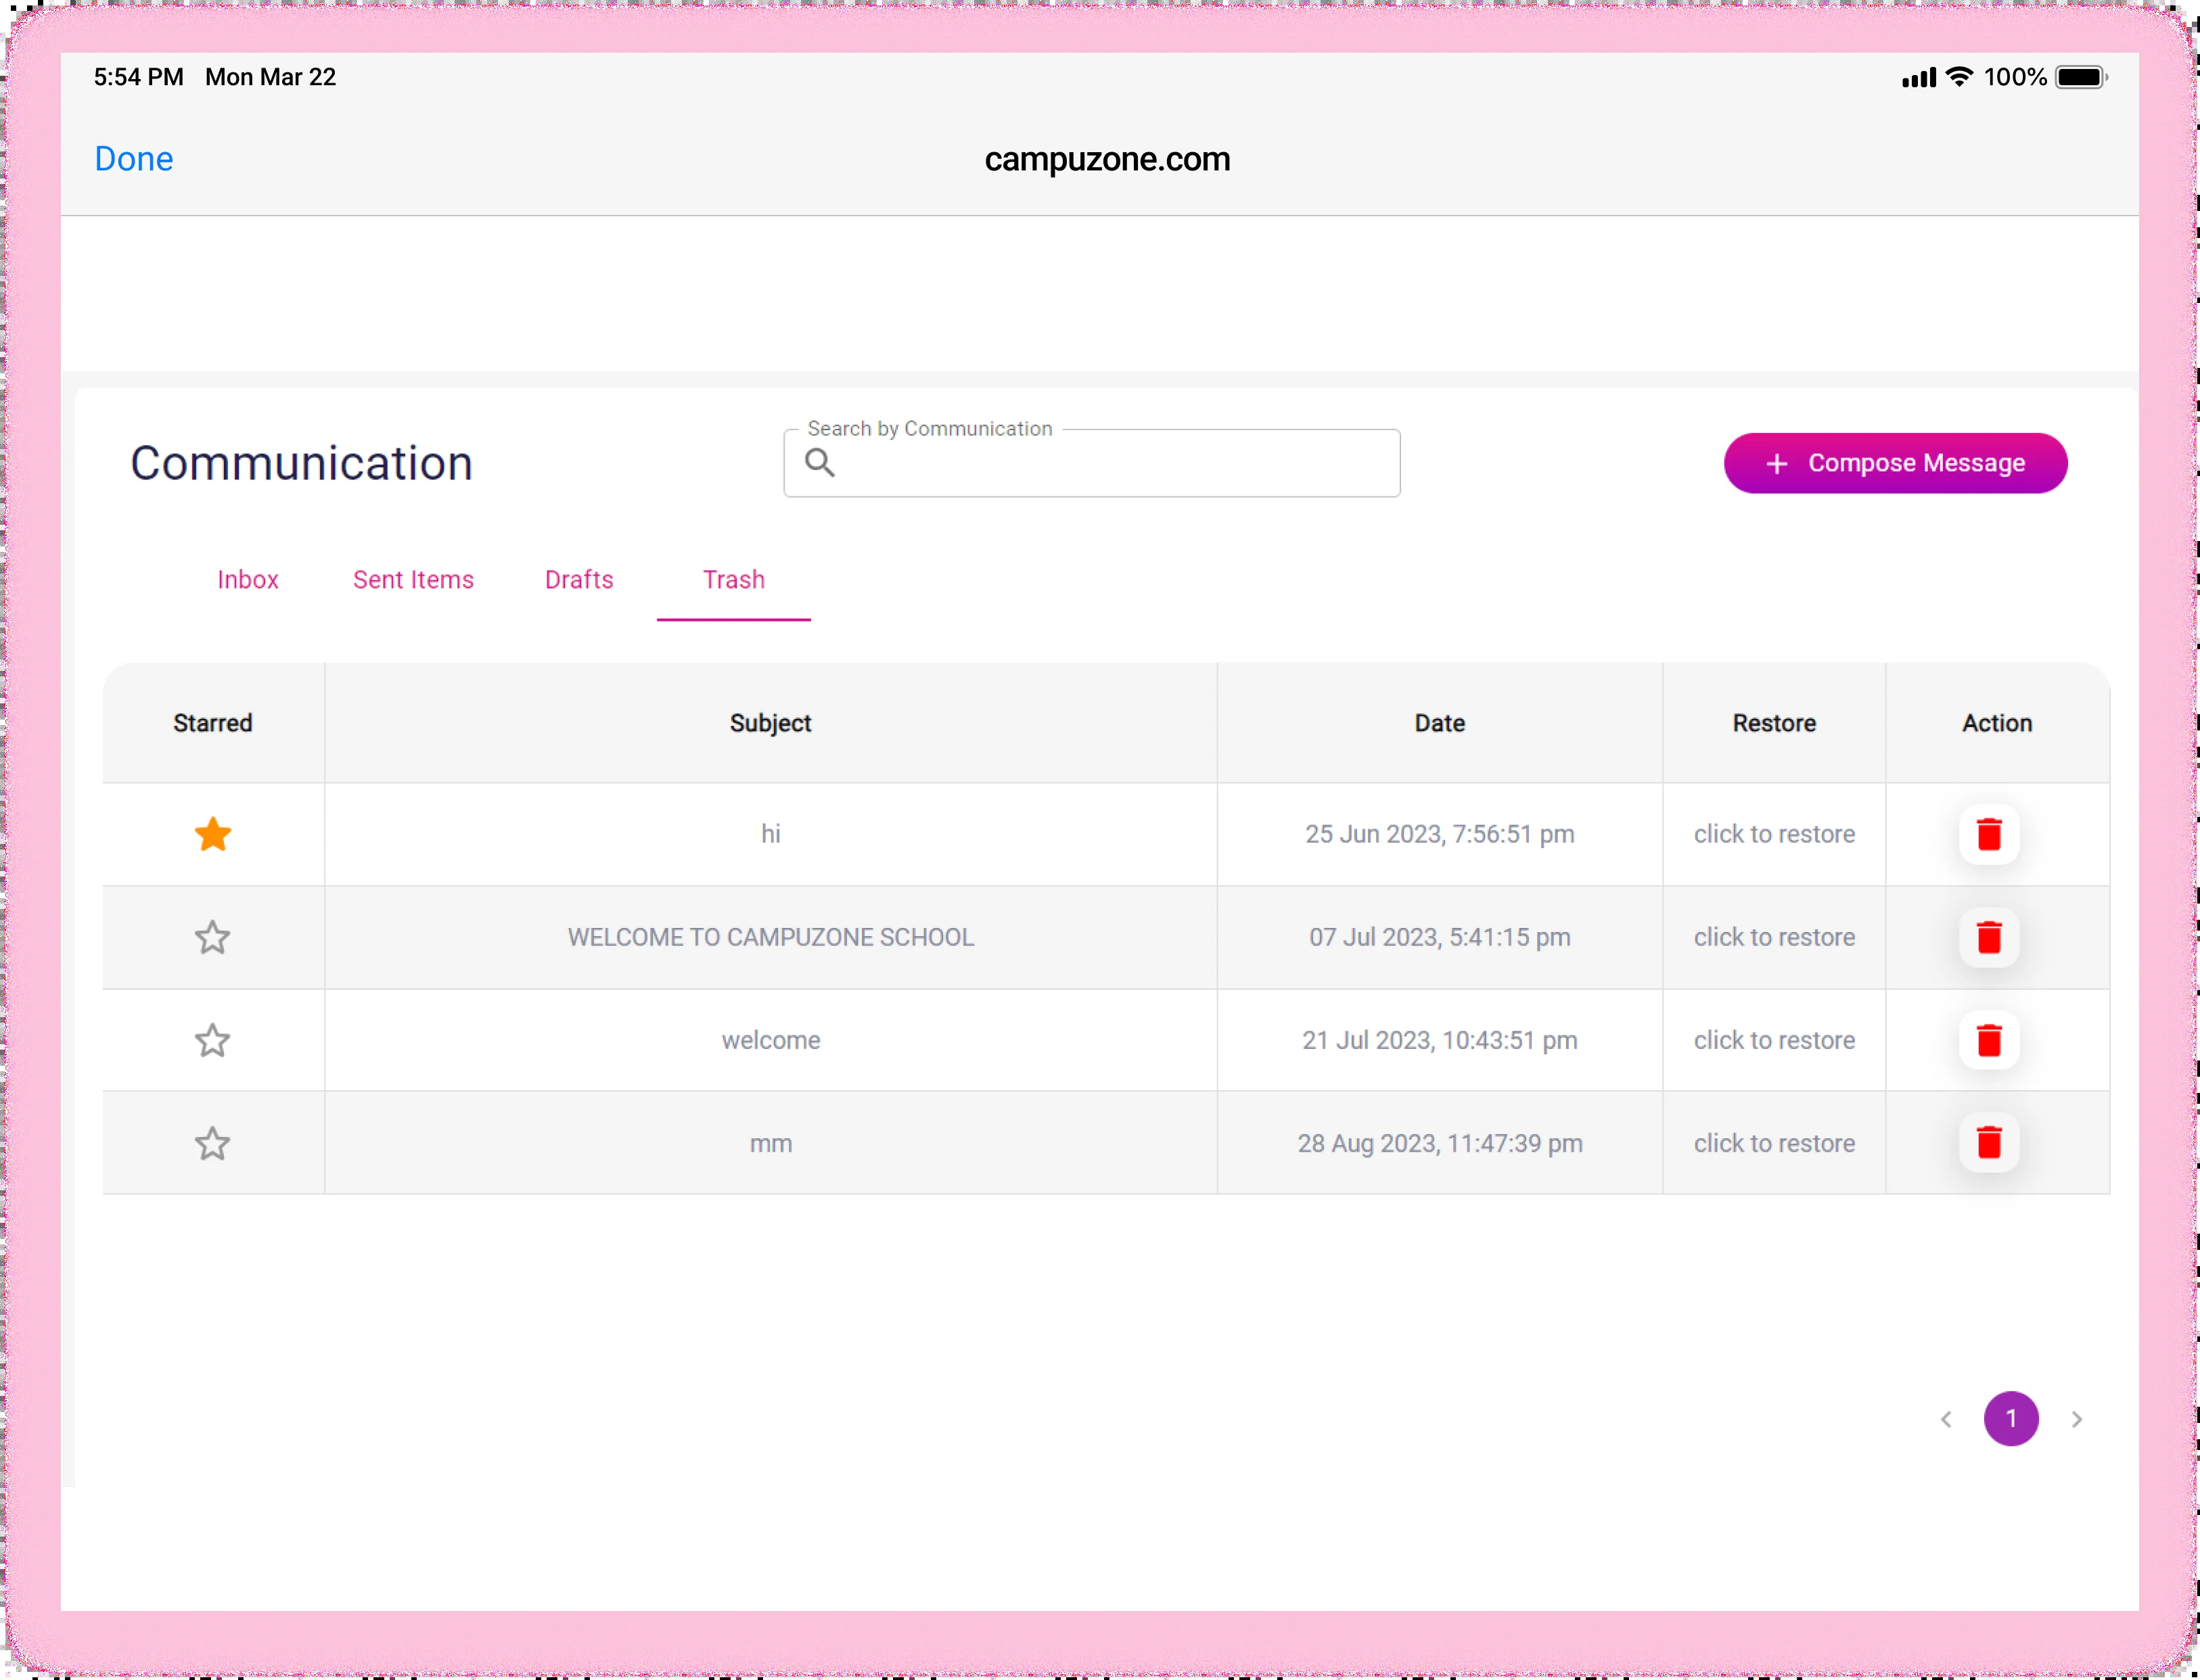 5:54 PM Mon Mar 22 100%
Done campuzone.com
Search by Communication
Communication + Compose Message
Inbox Sent Items Drafts Trash
Starred Subject Date Restore Action
hi 25 Jun 2023, 7:56:51 pm click to restore
WELCOME TO CAMPUZONE SCHOOL 07 Jul 2023, 5:41:15 pm click to restore
welcome 21 Jul 2023, 10:43:51 pm click to restore
mm 28 Aug 2023, 11:47:39 pm click to restore
1